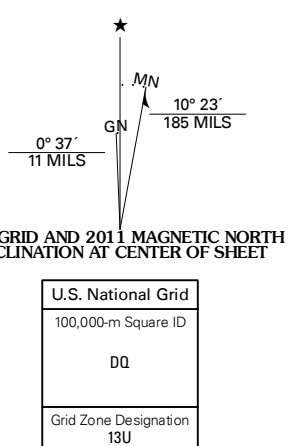 ★
MN
GN
10° 23´
185 MILS
0° 37´
11 MILS
GRID AND 2011 MAGNETIC NORTH
CLINATION AT CENTER OF SHEET
U.S. National Grid
100,000-m Square ID
DQ
Grid Zone Designation
13U